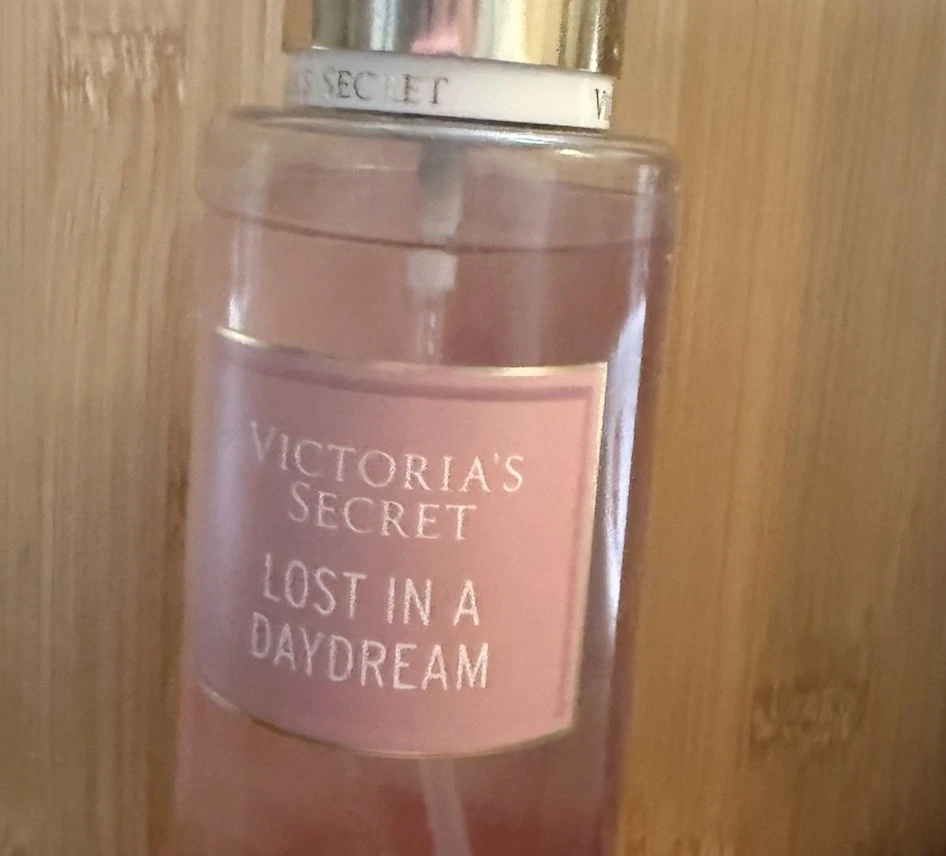 S SECRET V
VICTORIA'S
SECRET
LOST IN A
DAYDREAM